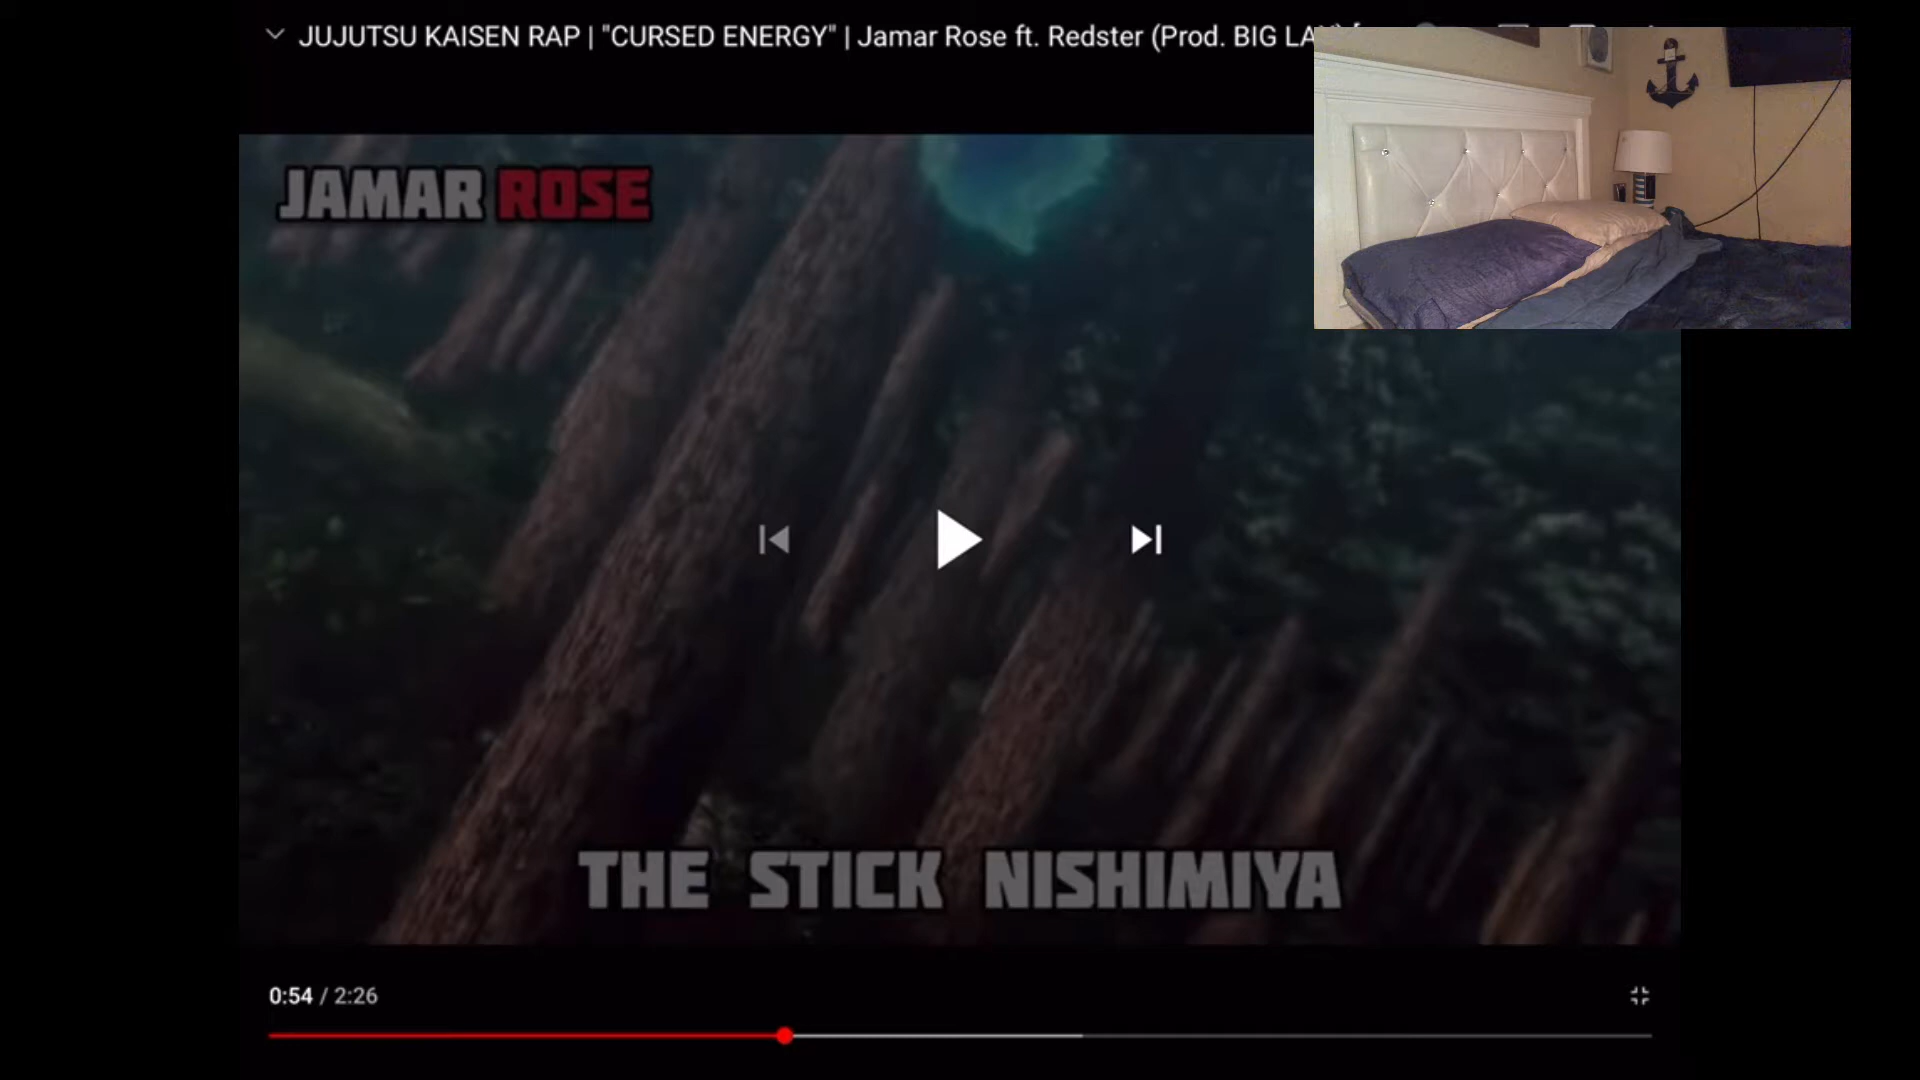 JUJUTSU KAISEN RAP | "CURSED ENERGY" | Jamar Rose ft. Redster (Prod. BIG
JAMAR ROSE
THE STICK NISHIMIYA
0:54 / 2:26